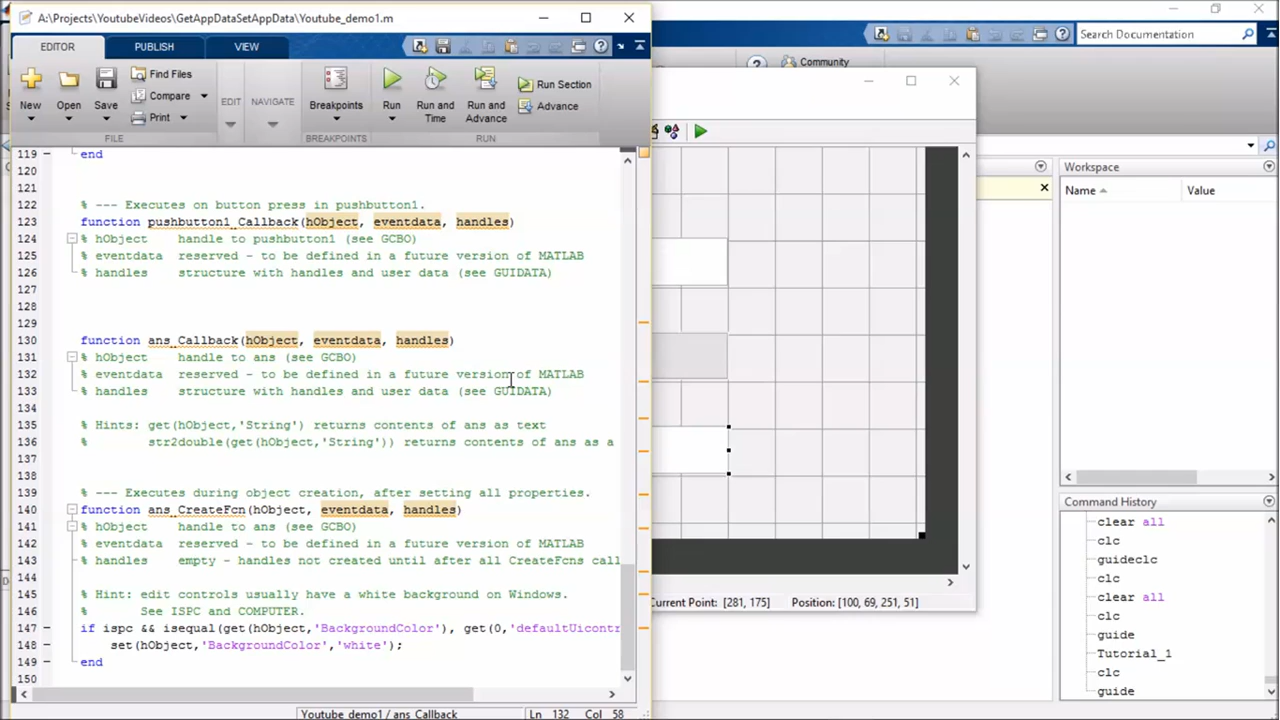 A:\Projects\YoutubeVideos\GetAppDataSetAppData\Youtube_demo1.m
EDITOR PUBLISH VIEW
Search Documentation
New Open Save Find Files Compare Print
EDIT NAVIGATE Breakpoints Run Run and Time Run and Advance Run Section Advance
FILE BREAKPOINTS RUN
Community
Workspace
Name Value
119 end
120
121
122 % --- Executes on button press in pushbutton1.
123 function pushbutton1_Callback(hObject, eventdata, handles)
124 % hObject    handle to pushbutton1 (see GCBO)
125 % eventdata  reserved - to be defined in a future version of MATLAB
126 % handles    structure with handles and user data (see GUIDATA)
127
128
129
130 function ans_Callback(hObject, eventdata, handles)
131 % hObject    handle to ans (see GCBO)
132 % eventdata  reserved - to be defined in a future version of MATLAB
133 % handles    structure with handles and user data (see GUIDATA)
134
135 % Hints: get(hObject,'String') returns contents of ans as text
136 %        str2double(get(hObject,'String')) returns contents of ans as a
137
138
139 % --- Executes during object creation, after setting all properties.
140 function ans_CreateFcn(hObject, eventdata, handles)
141 % hObject    handle to ans (see GCBO)
142 % eventdata  reserved - to be defined in a future version of MATLAB
143 % handles    empty - handles not created until after all CreateFcns call
144
145 % Hint: edit controls usually have a white background on Windows.
146 %       See ISPC and COMPUTER.
147 if ispc && isequal(get(hObject,'BackgroundColor'), get(0,'defaultUicontr
148     set(hObject,'BackgroundColor','white');
149 end
150
Youtube_demo1 / ans_Callback Ln 132 Col 58
Current Point: [281, 175] Position: [100, 69, 251, 51]
Command History
clear all
clc
guideclc
clc
clear all
clc
guide
Tutorial_1
clc
guide